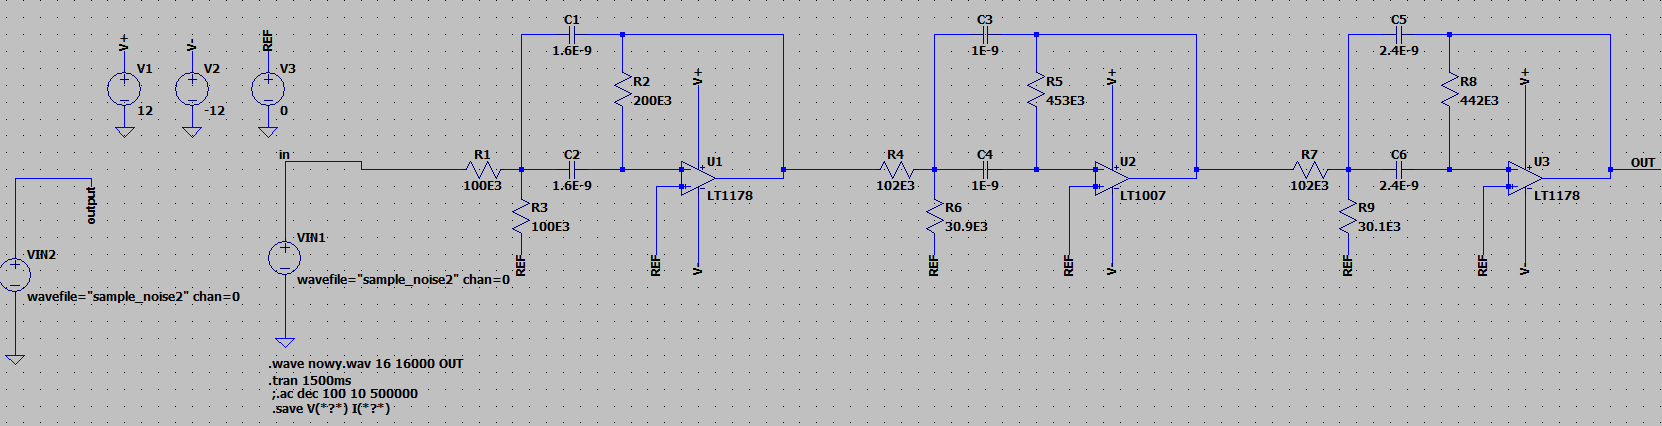 V+
V1
12
V-
V2
-12
REF
V3
0
output
VIN2
wavefile="sample_noise2" chan=0
in
VIN1
wavefile="sample_noise2" chan=0
R1
100E3
C1
1.6E-9
C2
1.6E-9
R2
200E3
R3
100E3
REF
REF
V+
U1
LT1178
V-
R4
102E3
C3
1E-9
C4
1E-9
R5
453E3
R6
30.9E3
REF
REF
V+
U2
LT1007
V-
R7
102E3
C5
2.4E-9
C6
2.4E-9
R8
442E3
R9
30.1E3
REF
REF
V+
U3
LT1178
V-
OUT
.wave nowy.wav 16 16000 OUT
.tran 1500ms
;.ac dec 100 10 500000
.save V(*?*) I(*?*)